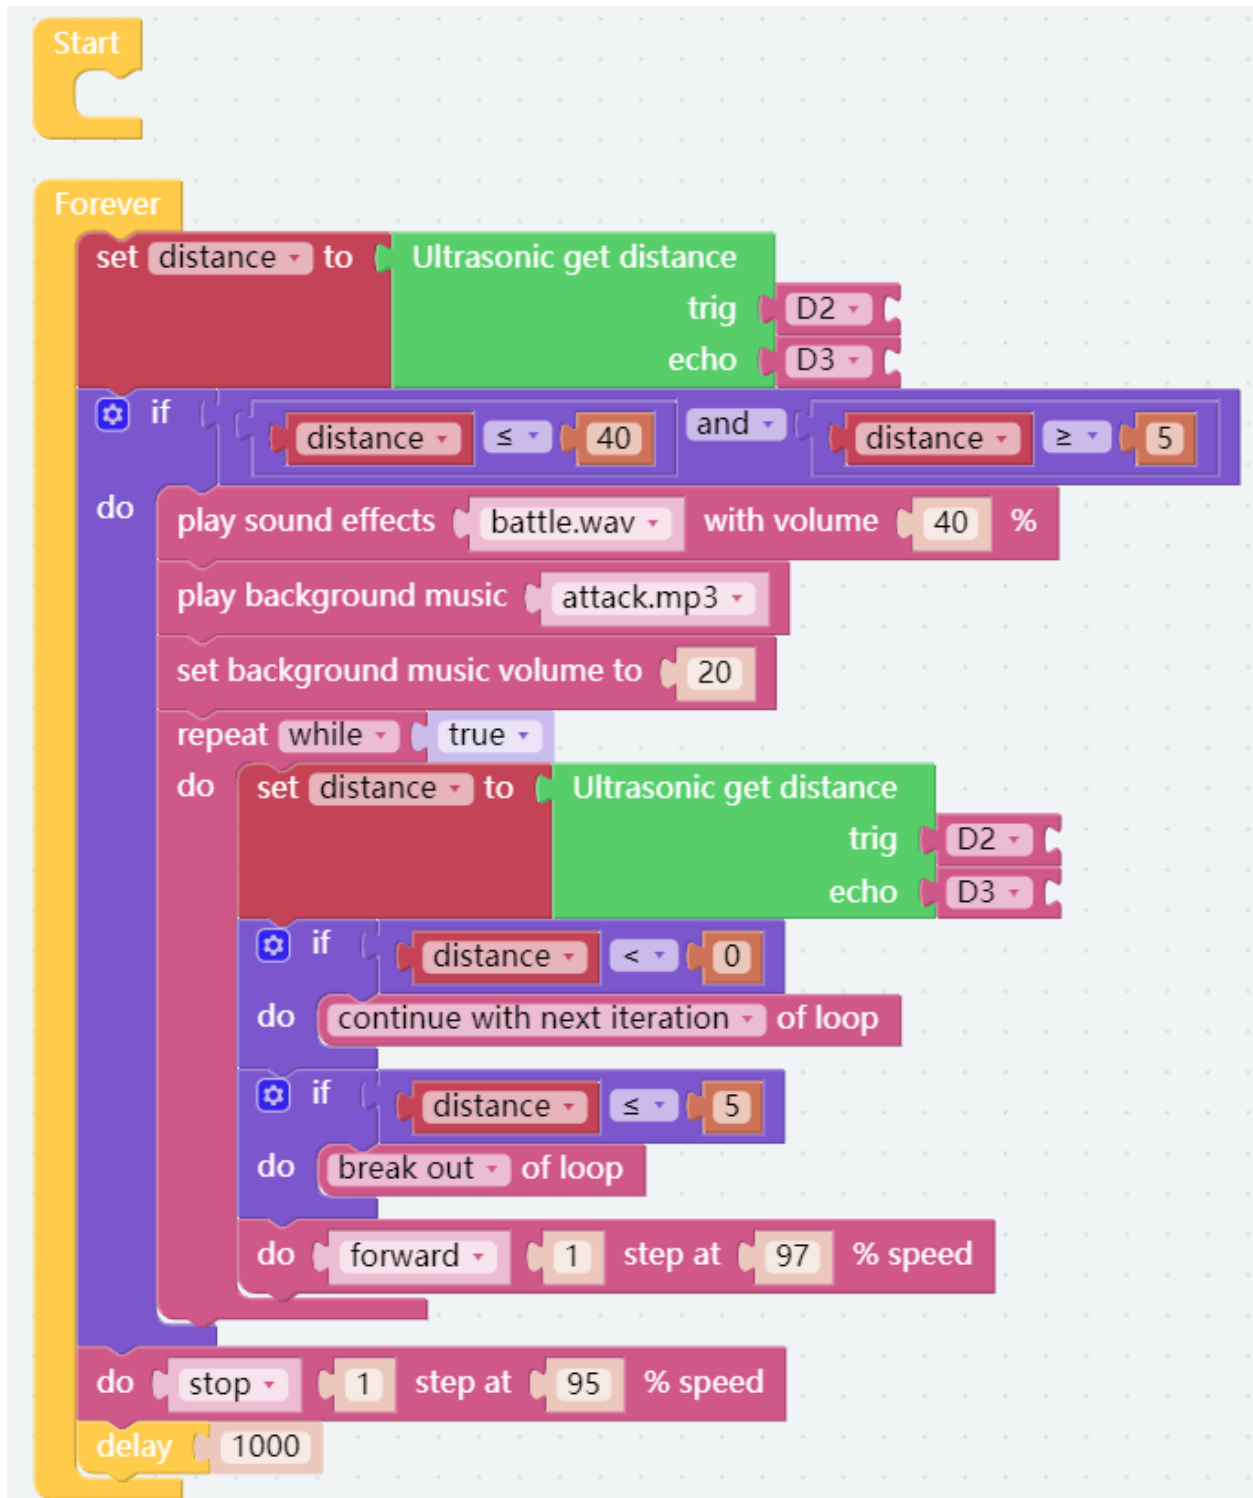 Start
Forever
set distance to Ultrasonic get distance
trig D2
echo D3
if distance ≤ 40 and distance ≥ 5
do play sound effects battle.wav with volume 40 %
play background music attack.mp3
set background music volume to 20
repeat while true
do set distance to Ultrasonic get distance
trig D2
echo D3
if distance < 0
do continue with next iteration of loop
if distance ≤ 5
do break out of loop
do forward 1 step at 97 % speed
do stop 1 step at 95 % speed
delay 1000